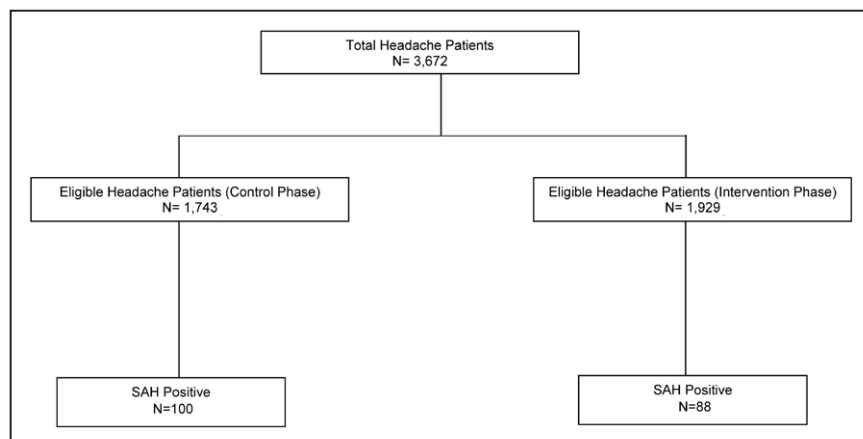 Total Headache Patients
N= 3,672
Eligible Headache Patients (Control Phase)
N= 1,743
Eligible Headache Patients (Intervention Phase)
N= 1,929
SAH Positive
N=100
SAH Positive
N=88